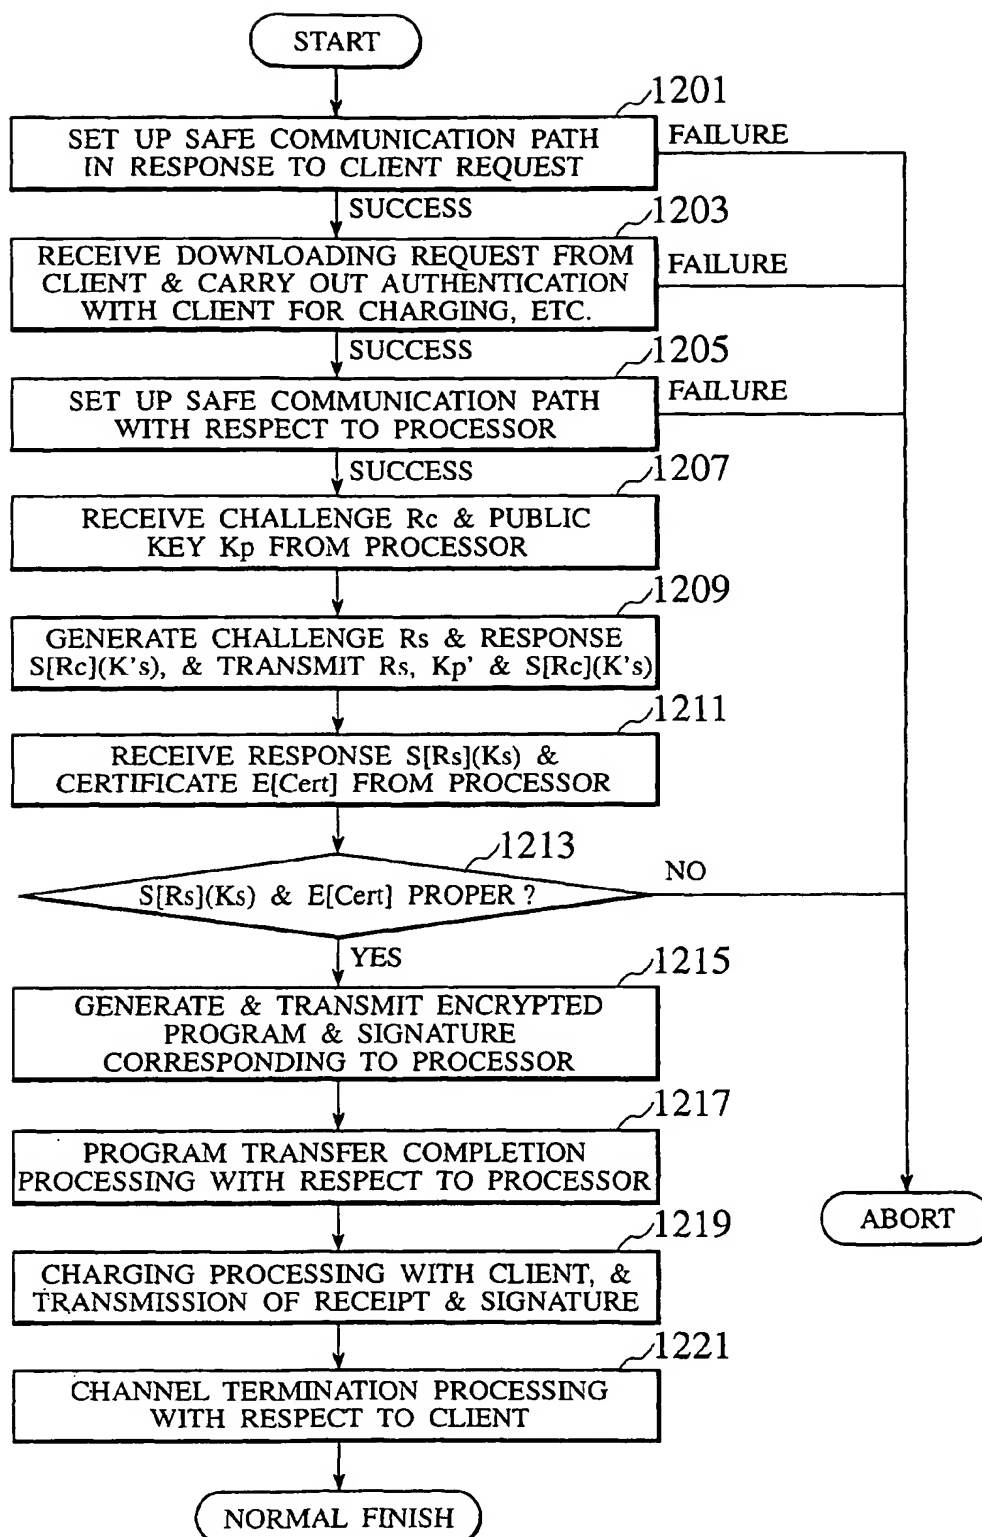 START
1201
SET UP SAFE COMMUNICATION PATH
IN RESPONSE TO CLIENT REQUEST
FAILURE
SUCCESS
1203
RECEIVE DOWNLOADING REQUEST FROM
CLIENT & CARRY OUT AUTHENTICATION
WITH CLIENT FOR CHARGING, ETC.
FAILURE
SUCCESS
1205
SET UP SAFE COMMUNICATION PATH
WITH RESPECT TO PROCESSOR
FAILURE
SUCCESS
1207
RECEIVE CHALLENGE Rc & PUBLIC
KEY Kp FROM PROCESSOR
1209
GENERATE CHALLENGE Rs & RESPONSE
S[Rc](K's), & TRANSMIT Rs, Kp' & S[Rc](K's)
1211
RECEIVE RESPONSE S[Rs](Ks) &
CERTIFICATE E[Cert] FROM PROCESSOR
1213
S[Rs](Ks) & E[Cert] PROPER ?
NO
YES
1215
GENERATE & TRANSMIT ENCRYPTED
PROGRAM & SIGNATURE
CORRESPONDING TO PROCESSOR
1217
PROGRAM TRANSFER COMPLETION
PROCESSING WITH RESPECT TO PROCESSOR
ABORT
1219
CHARGING PROCESSING WITH CLIENT, &
TRANSMISSION OF RECEIPT & SIGNATURE
1221
CHANNEL TERMINATION PROCESSING
WITH RESPECT TO CLIENT
NORMAL FINISH